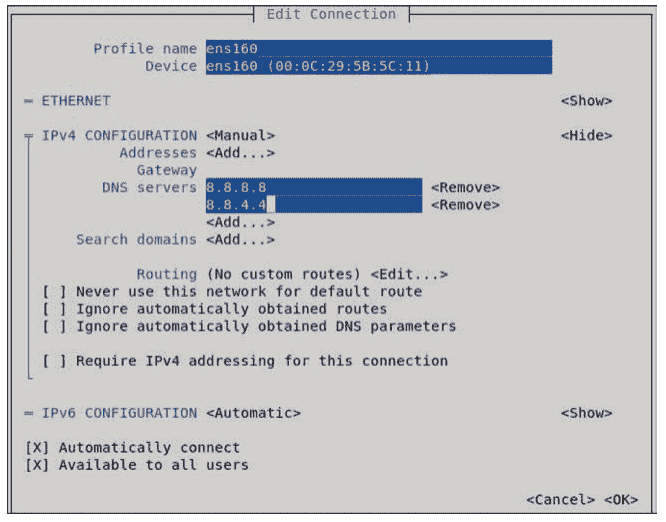 Edit Connection
Profile name ens160
Device ens160 (00:0C:29:5B:5C:11)
= ETHERNET <Show>
= IPv4 CONFIGURATION <Manual> <Hide>
Addresses <Add...>
Gateway
DNS servers 8.8.8.8 <Remove>
8.8.4.4 <Remove>
<Add...>
Search domains <Add...>
Routing (No custom routes) <Edit...>
[ ] Never use this network for default route
[ ] Ignore automatically obtained routes
[ ] Ignore automatically obtained DNS parameters
[ ] Require IPv4 addressing for this connection
= IPv6 CONFIGURATION <Automatic> <Show>
[X] Automatically connect
[X] Available to all users
<Cancel> <OK>